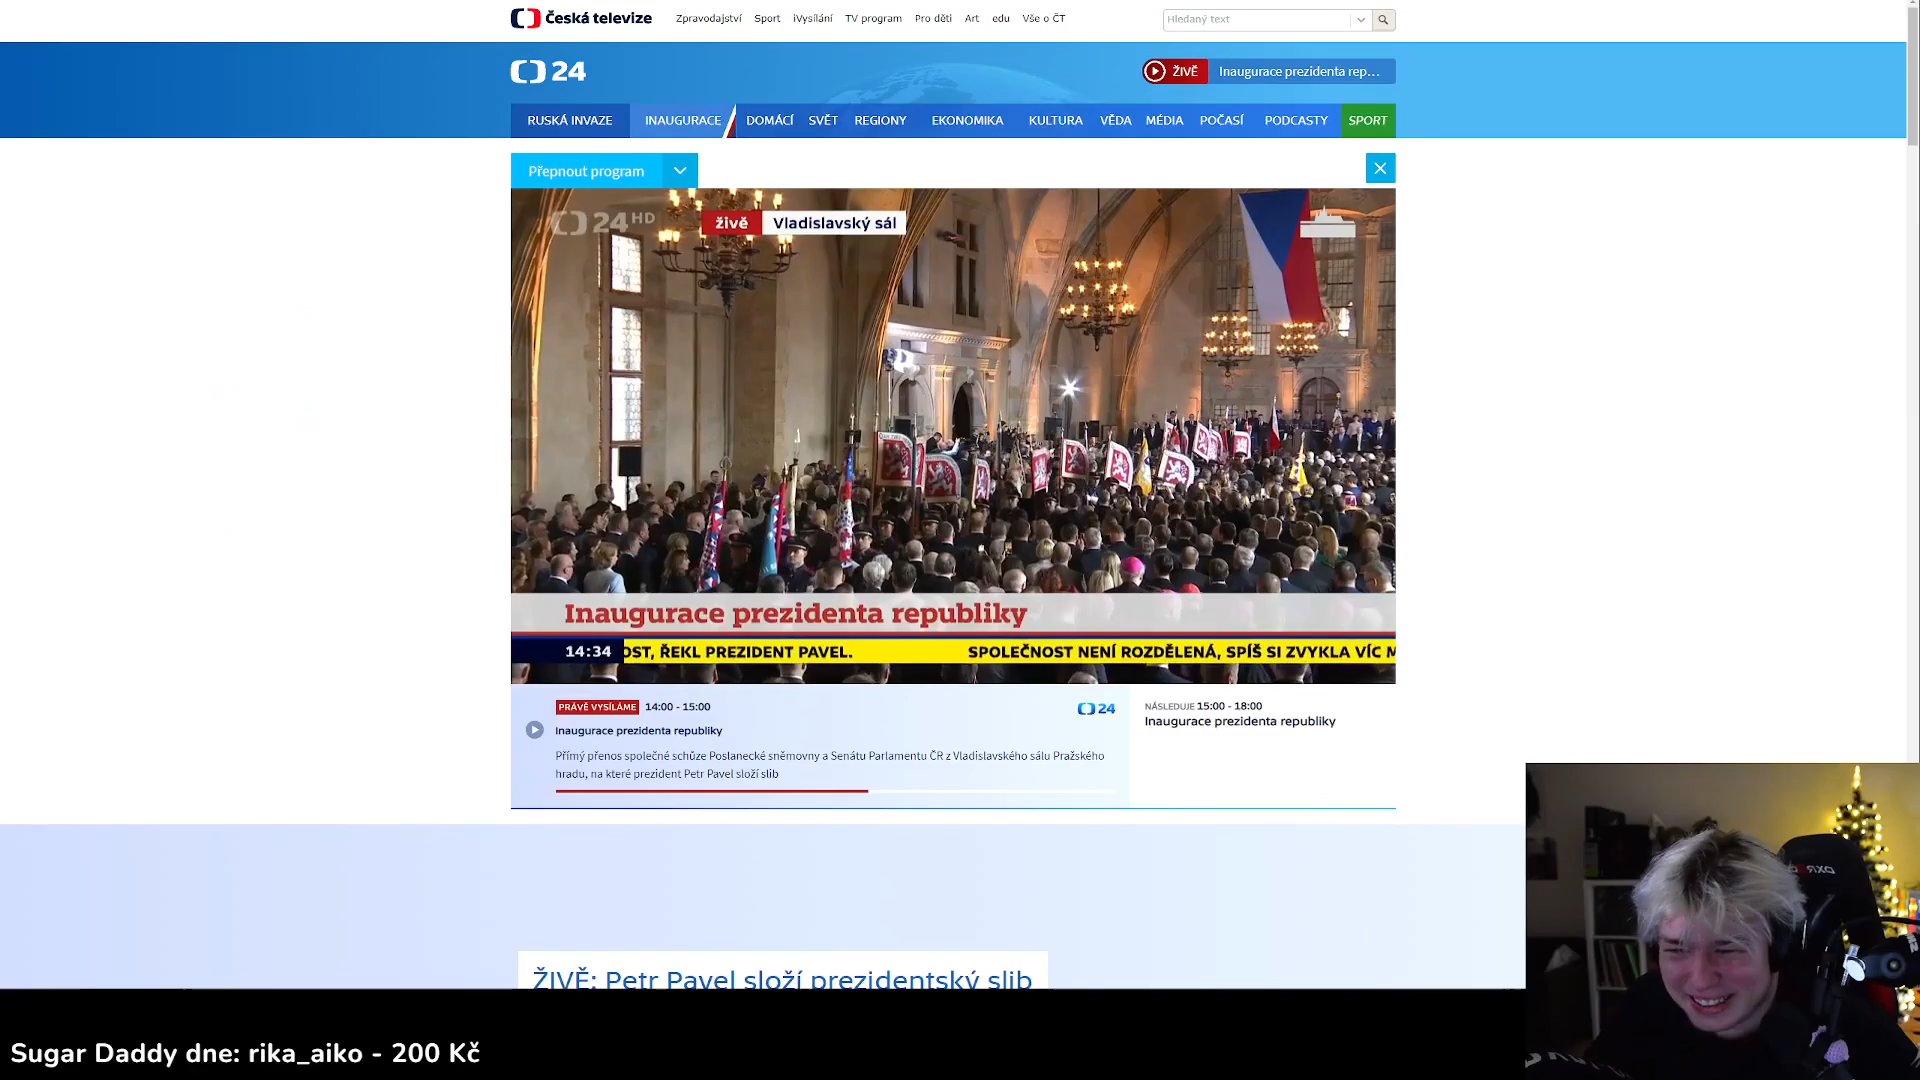 Česká televize
Zpravodajství Sport iVysílání TV program Pro děti Art edu Vše o ČT
Hledaný text
24
ŽIVĚ Inaugurace prezidenta rep...
RUSKÁ INVAZE INAUGURACE DOMÁCÍ SVĚT REGIONY EKONOMIKA KULTURA VĚDA MÉDIA POČASÍ PODCASTY SPORT
Přepnout program
24 HD
živě Vladislavský sál
Inaugurace prezidenta republiky
14:34 OST, ŘEKL PREZIDENT PAVEL. SPOLEČNOST NENÍ ROZDĚLENÁ, SPÍŠ SI ZVYKLA VÍC M
PRÁVĚ VYSÍLÁME 14:00 - 15:00
24
Inaugurace prezidenta republiky
Přímý přenos společné schůze Poslanecké sněmovny a Senátu Parlamentu ČR z Vladislavského sálu Pražského
hradu, na které prezident Petr Pavel složí slib
NÁSLEDUJE 15:00 - 18:00
Inaugurace prezidenta republiky
ŽIVĚ: Petr Pavel složí prezidentský slib
Sugar Daddy dne: rika_aiko - 200 Kč